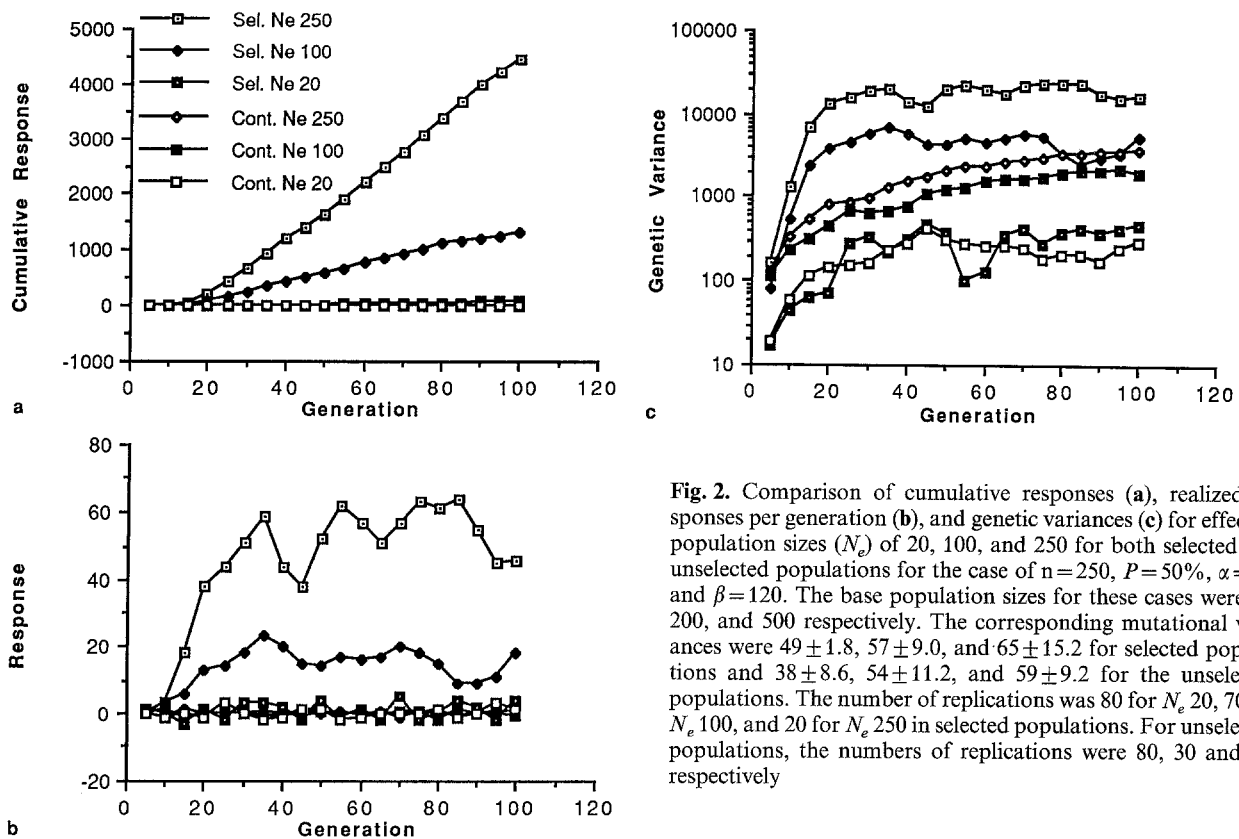 Sel. Ne 250
Sel. Ne 100
Sel. Ne 20
Cont. Ne 250
Cont. Ne 100
Cont. Ne 20
Cumulative Response
5000
4000
3000
2000
1000
0
-1000
0 20 40 60 80 100 120
Generation
a
Genetic Variance
100000
10000
1000
100
10
0 20 40 60 80 100 120
Generation
c
Response
80
60
40
20
0
-20
0 20 40 60 80 100 120
Generation
b
Fig. 2. Comparison of cumulative responses (a), realized
sponses per generation (b), and genetic variances (c) for effec
population sizes (Ne) of 20, 100, and 250 for both selected
unselected populations for the case of n=250, P=50%, α=
and β=120. The base population sizes for these cases were
200, and 500 respectively. The corresponding mutational v
ances were 49±1.8, 57±9.0, and 65±15.2 for selected pop
tions and 38±8.6, 54±11.2, and 59±9.2 for the unsele
populations. The number of replications was 80 for Ne 20, 70
Ne 100, and 20 for Ne 250 in selected populations. For unsele
populations, the numbers of replications were 80, 30 and
respectively